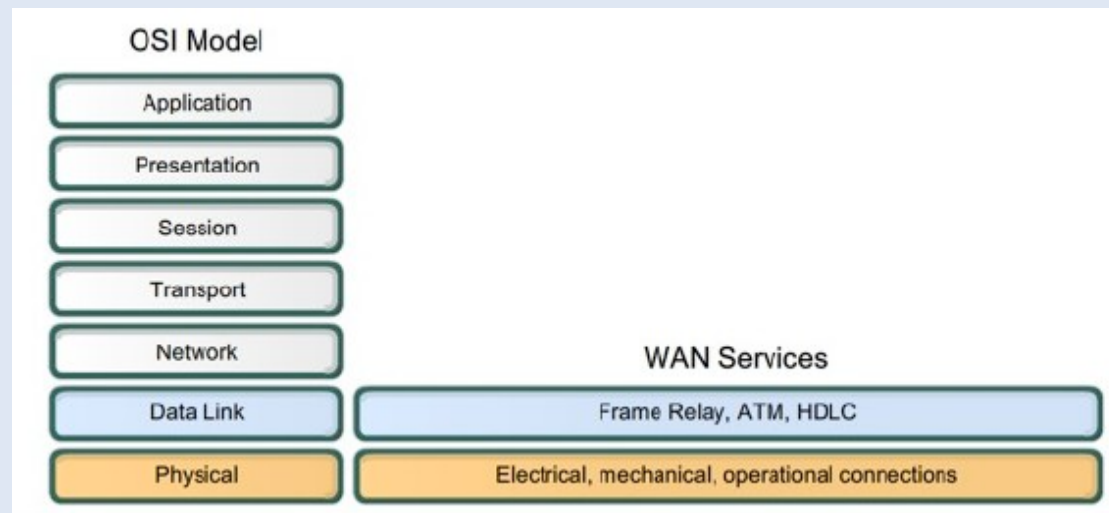 OSI Model
Application
Presentation
Session
Transport
Network
WAN Services
Data Link
Frame Relay, ATM, HDLC
Physical
Electrical, mechanical, operational connections